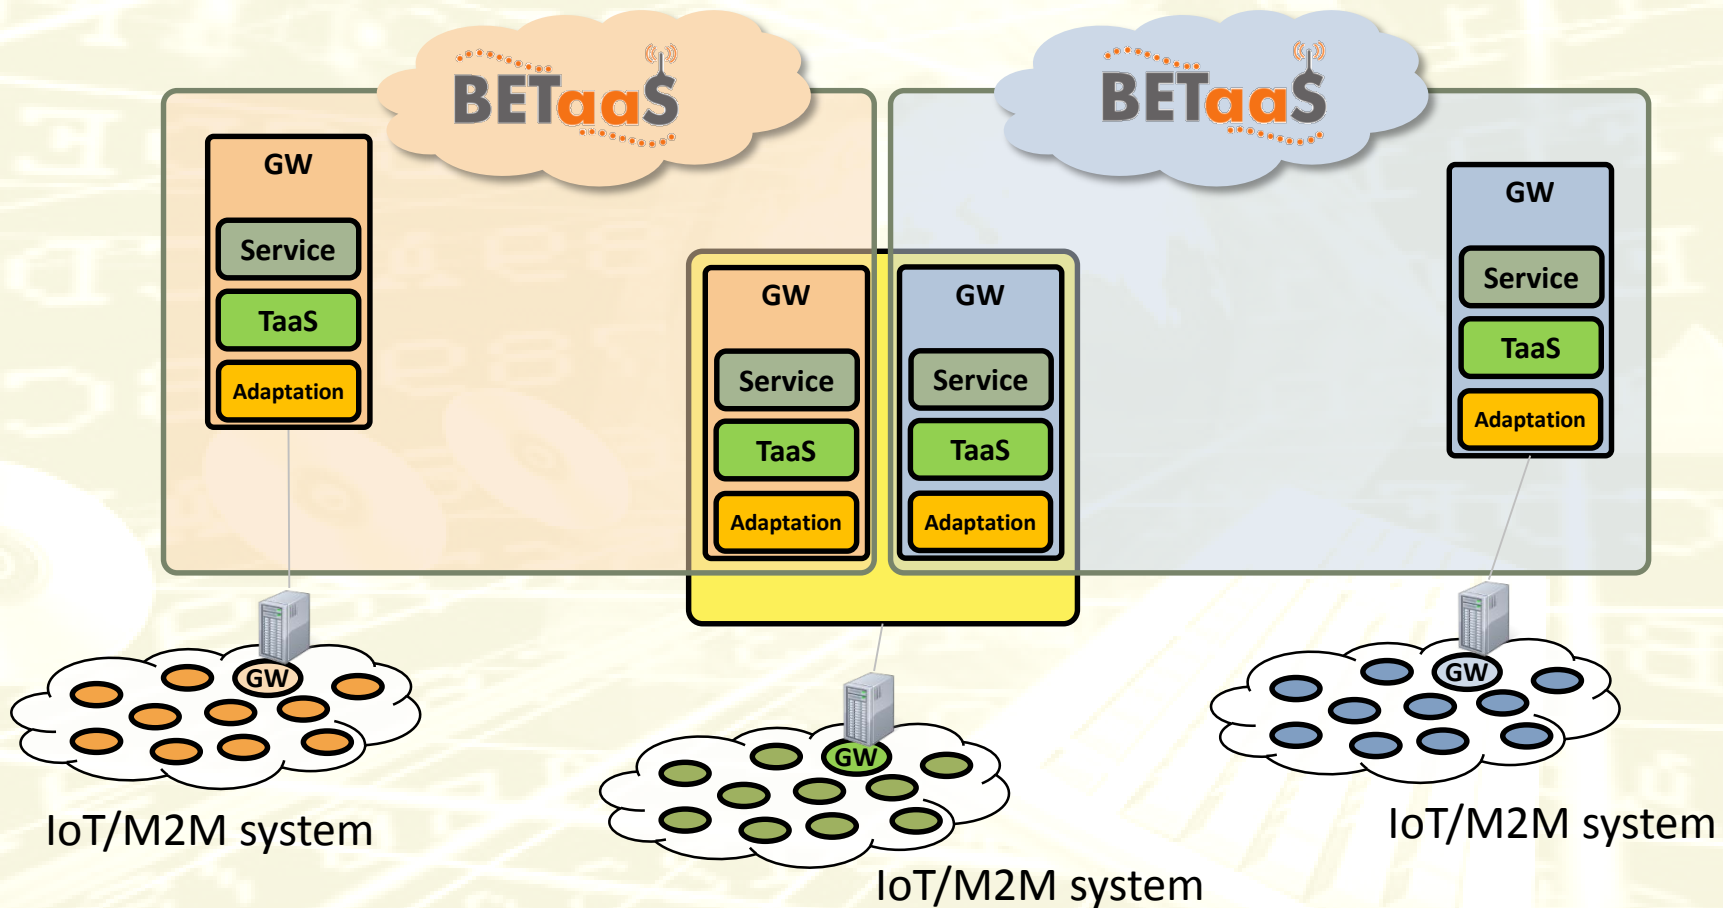 BETaaS
BETaaS
GW
Service
TaaS
Adaptation
GW
Service
TaaS
Adaptation
GW
Service
TaaS
Adaptation
GW
Service
TaaS
Adaptation
GW
IoT/M2M system
GW
IoT/M2M system
GW
IoT/M2M system